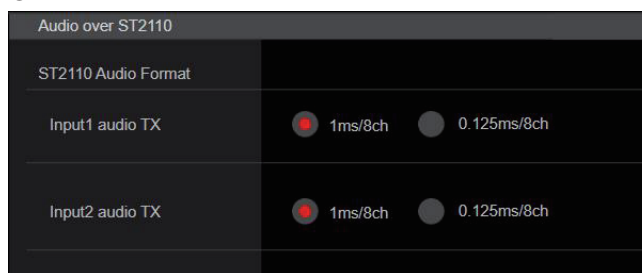 Audio over ST2110
ST2110 Audio Format
Input1 audio TX 1ms/8ch 0.125ms/8ch
Input2 audio TX 1ms/8ch 0.125ms/8ch